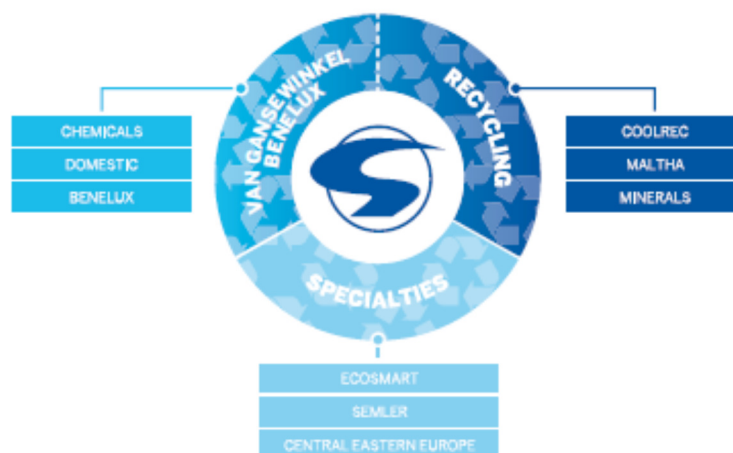 VAN GANSEWINKEL
BENELUX
RECYCLING
SPECIALTIES
CHEMICALS
DOMESTIC
BENELUX
COOLREC
MALTHA
MINERALS
ECOSMART
SEMLER
CENTRAL EASTERN EUROPE